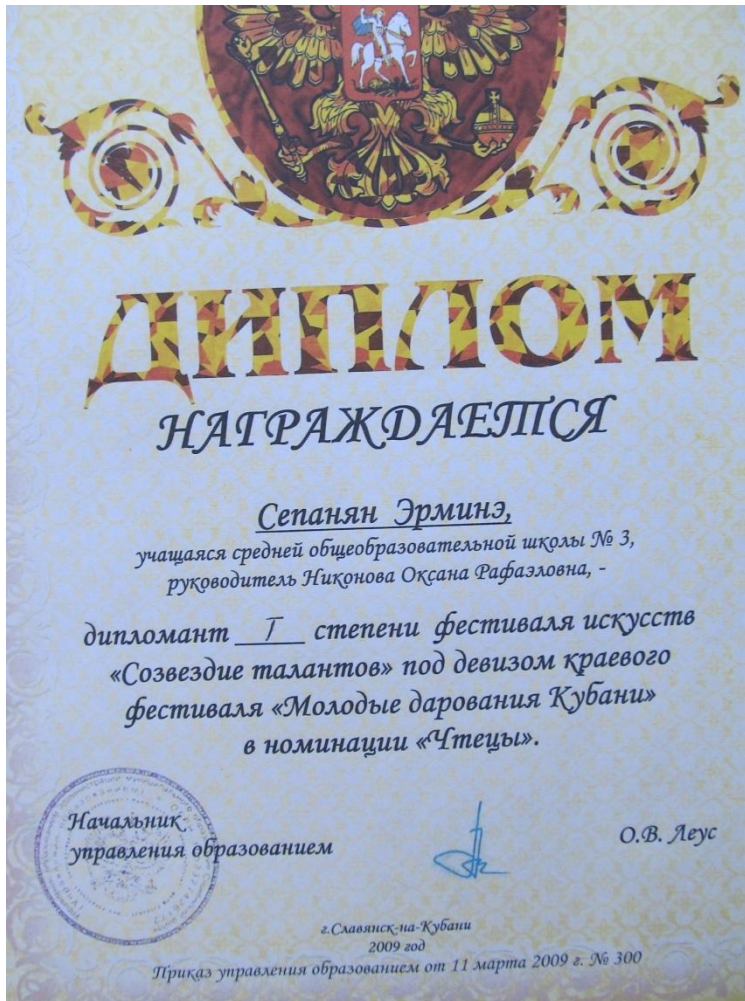 ДИПЛОМ
НАГРАЖДАЕТСЯ
Сепанян Эрминэ,
учащаяся средней общеобразовательной школы № 3,
руководитель Никонова Оксана Рафаэловна, -
дипломант I степени фестиваля искусств
«Созвездие талантов» под девизом краевого
фестиваля «Молодые дарования Кубани»
в номинации «Чтецы».
Начальник
управления образованием
О.В. Леус
г.Славянск-на-Кубани
2009 год
Приказ управления образованием от 11 марта 2009 г. № 300